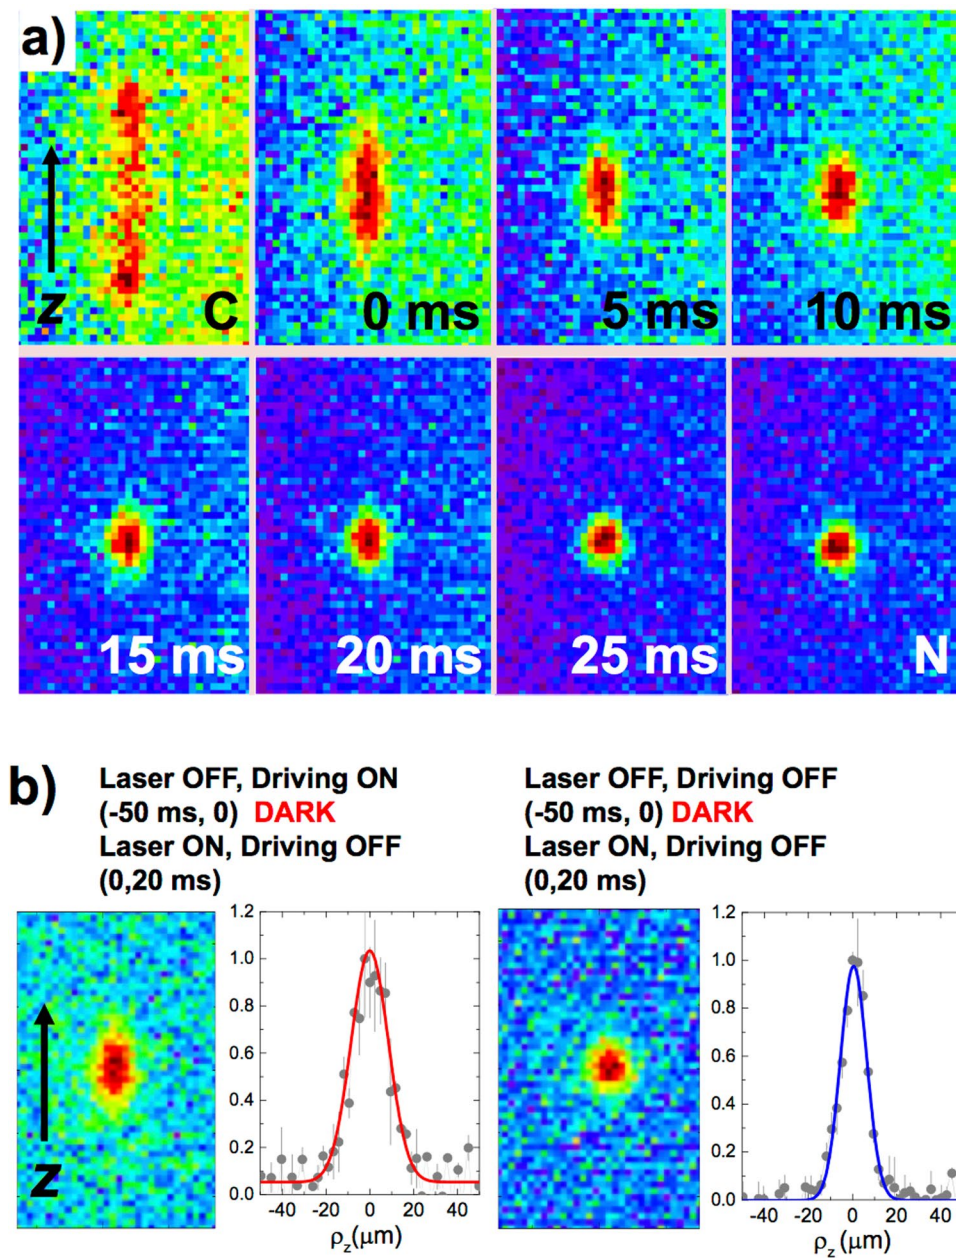 a)
z
C
0 ms
5 ms
10 ms
15 ms
20 ms
25 ms
N
b)
Laser OFF, Driving ON
(-50 ms, 0) DARK
Laser ON, Driving OFF
(0,20 ms)
Laser OFF, Driving OFF
(-50 ms, 0) DARK
Laser ON, Driving OFF
(0,20 ms)
z
1.2
1.0
0.8
0.6
0.4
0.2
0.0
-40 -20 0 20 40
ρz(μm)
1.2
1.0
0.8
0.6
0.4
0.2
0.0
-40 -20 0 20 40
ρz(μm)